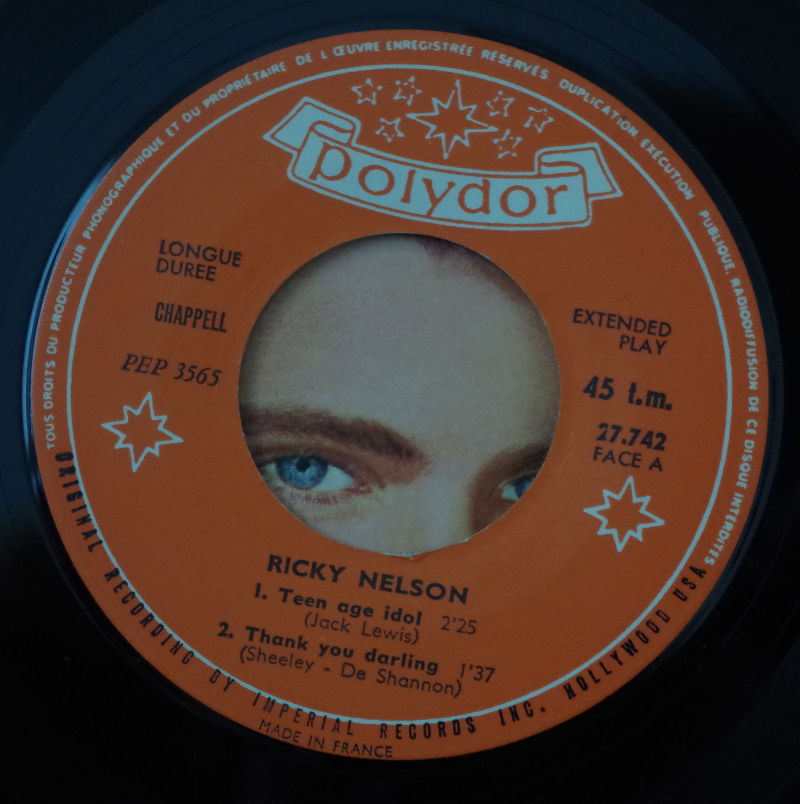 TOUS DROITS DU PRODUCTEUR PHONOGRAPHIQUE ET DU PROPRIÉTAIRE DE L'ŒUVRE ENREGISTRÉE RÉSERVÉS. DUPLICATION EXÉCUTION PUBLIQUE, RADIODIFFUSION DE CE DISQUE INTERDITES
polydor
LONGUE
DUREE
CHAPPELL
PEP 3565
EXTENDED
PLAY
45 t.m.
27.742
FACE A
RICKY NELSON
1. Teen age idol 2'25
(Jack Lewis)
2. Thank you darling 1'37
(Sheeley - De Shannon)
ORIGINAL RECORDING BY IMPERIAL RECORDS INC. HOLLYWOOD USA
MADE IN FRANCE